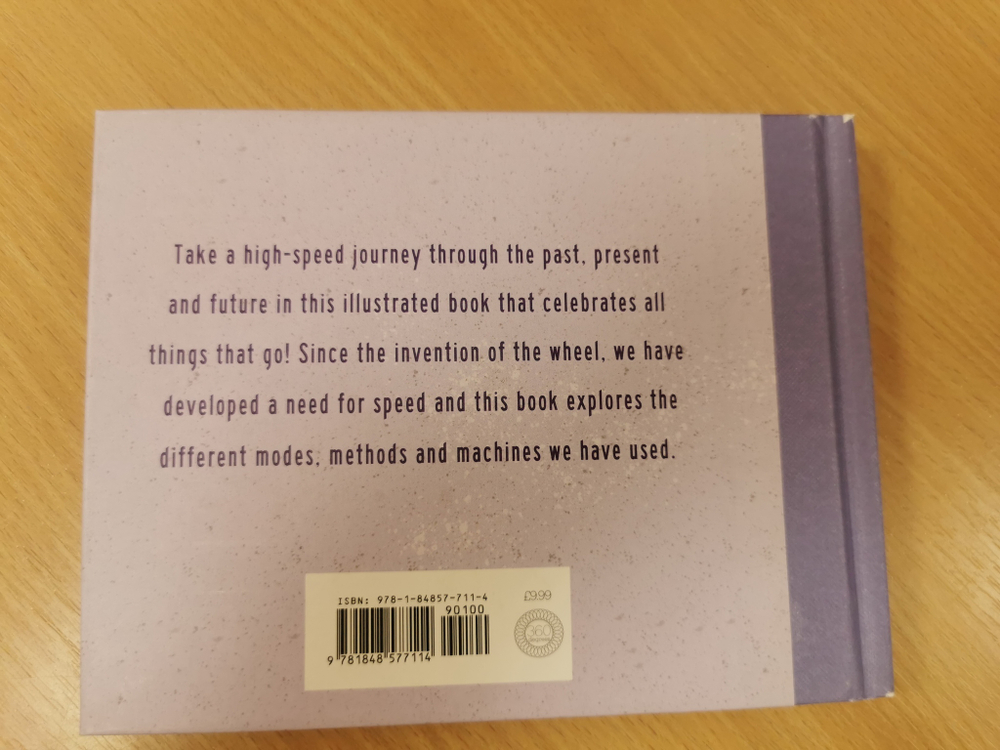 Take a high-speed journey through the past, present
and future in this illustrated book that celebrates all
things that go! Since the invention of the wheel, we have
developed a need for speed and this book explores the
different modes, methods and machines we have used.
ISBN: 978-1-84857-711-4
£9.99
90100
360
9 781848 577114